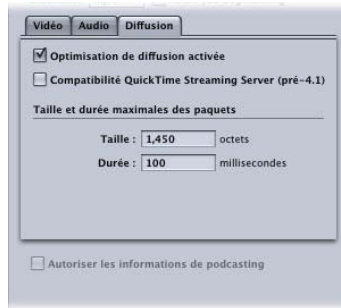 Vidéo Audio Diffusion
Optimisation de diffusion activée
Compatibilité QuickTime Streaming Server (pré-4.1)
Taille et durée maximales des paquets
Taille : 1,450 octets
Durée : 100 millisecondes
Autoriser les informations de podcasting